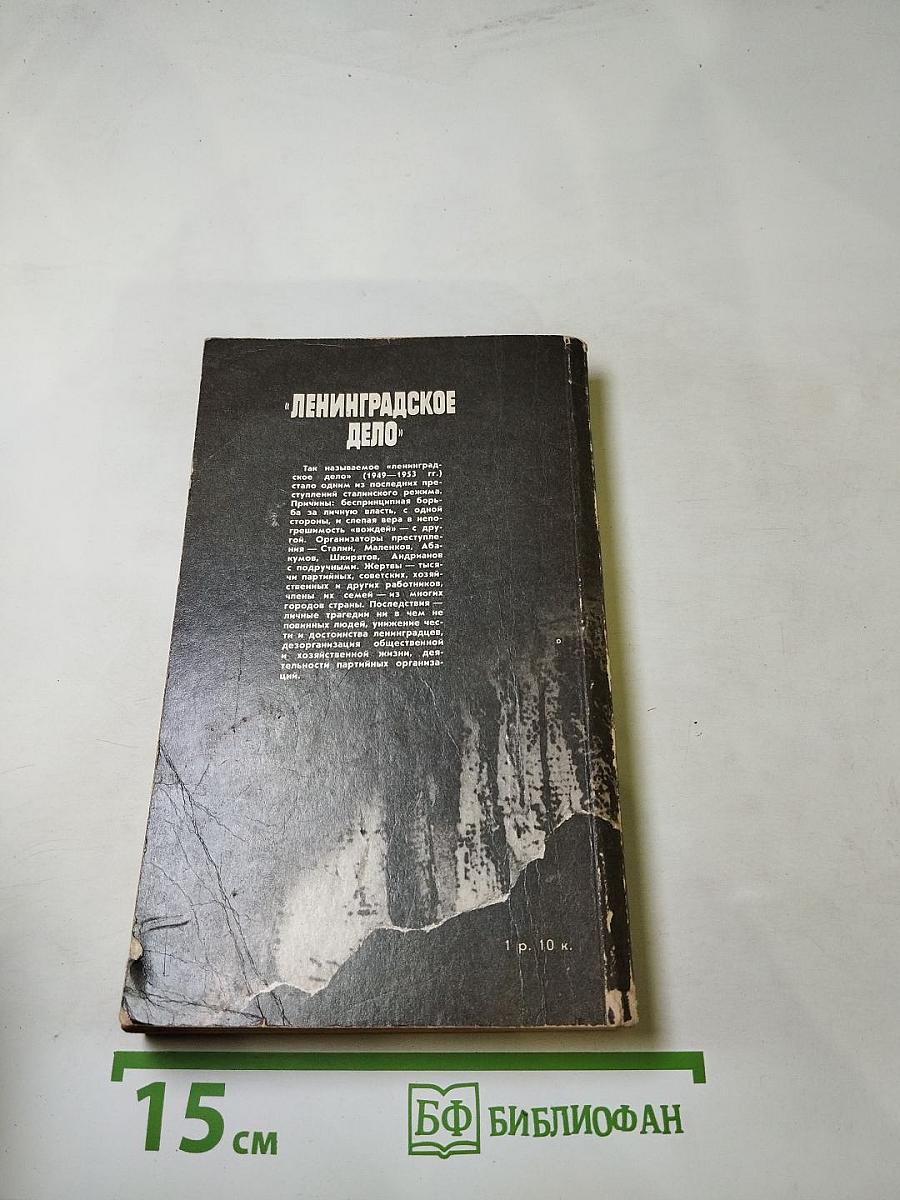 "ЛЕНИНГРАДСКОЕ
ДЕЛО"
Так называемое «ленинград-
ское дело» (1949—1953 гг.)
стало одним из последних пре-
ступлений сталинского режима.
Причины: беспринципная борь-
ба за личную власть, с одной
стороны, и слепая вера в непо-
грешимость «вождей» — с дру-
гой. Организаторы преступле-
ния — Сталин, Маленков, Аба-
кумов, Шкирятов, Андрианов
с подручными. Жертвы — тыся-
чи партийных, советских, хозяй-
ственных и других работников,
члены их семей — из многих
городов страны. Последствия —
личные трагедии ни в чем не
повинных людей, унижение чес-
ти и достоинства ленинградцев,
дезорганизация общественной
и хозяйственной жизни, дея-
тельности партийных организа-
ций.
1 р. 10 к.
15 см
БФ БИБЛИОФАН